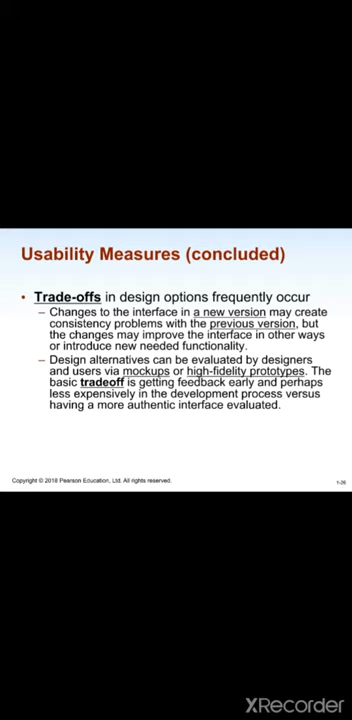 Usability Measures (concluded)
• Trade-offs in design options frequently occur
– Changes to the interface in a new version may create
consistency problems with the previous version, but
the changes may improve the interface in other ways
or introduce new needed functionality.
– Design alternatives can be evaluated by designers
and users via mockups or high-fidelity prototypes. The
basic tradeoff is getting feedback early and perhaps
less expensively in the development process versus
having a more authentic interface evaluated.
Copyright © 2018 Pearson Education, Ltd. All rights reserved.
1-26
XRecorder